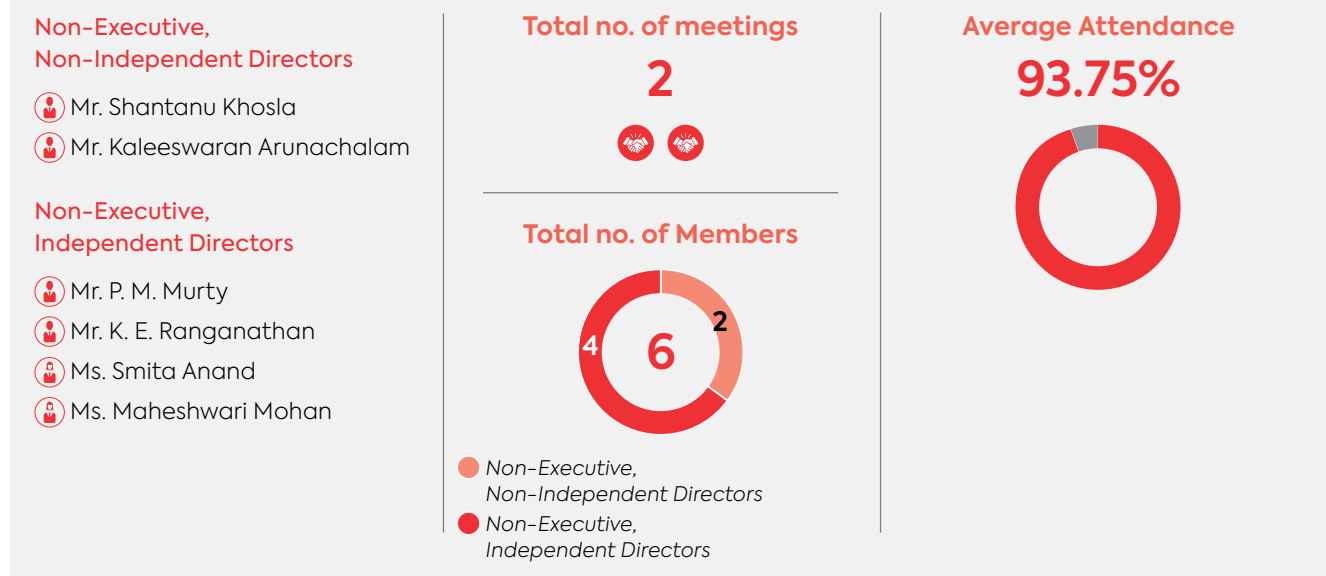 Non-Executive,
Non-Independent Directors
Mr. Shantanu Khosla
Mr. Kaleeswaran Arunachalam
Non-Executive,
Independent Directors
Mr. P. M. Murty
Mr. K. E. Ranganathan
Ms. Smita Anand
Ms. Maheshwari Mohan
Total no. of meetings
2
Total no. of Members
2
4
6
Non-Executive,
Non-Independent Directors
Non-Executive,
Independent Directors
Average Attendance
93.75%